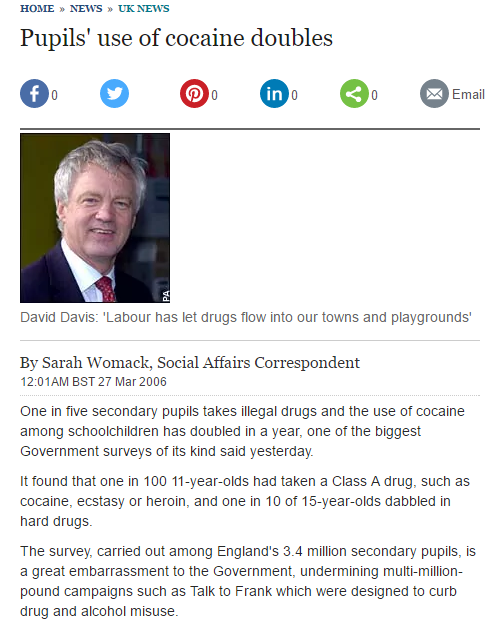 HOME » NEWS » UK NEWS
Pupils' use of cocaine doubles
f 0 0 in 0 0 Email
PA
David Davis: 'Labour has let drugs flow into our towns and playgrounds'
By Sarah Womack, Social Affairs Correspondent
12:01AM BST 27 Mar 2006
One in five secondary pupils takes illegal drugs and the use of cocaine
among schoolchildren has doubled in a year, one of the biggest
Government surveys of its kind said yesterday.
It found that one in 100 11-year-olds had taken a Class A drug, such as
cocaine, ecstasy or heroin, and one in 10 of 15-year-olds dabbled in
hard drugs.
The survey, carried out among England's 3.4 million secondary pupils, is
a great embarrassment to the Government, undermining multi-million-
pound campaigns such as Talk to Frank which were designed to curb
drug and alcohol misuse.